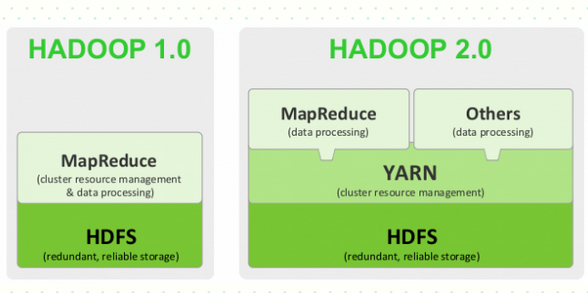 HADOOP 1.0
MapReduce
(cluster resource management
& data processing)
HDFS
(redundant, reliable storage)
HADOOP 2.0
MapReduce
(data processing)
Others
(data processing)
YARN
(cluster resource management)
HDFS
(redundant, reliable storage)